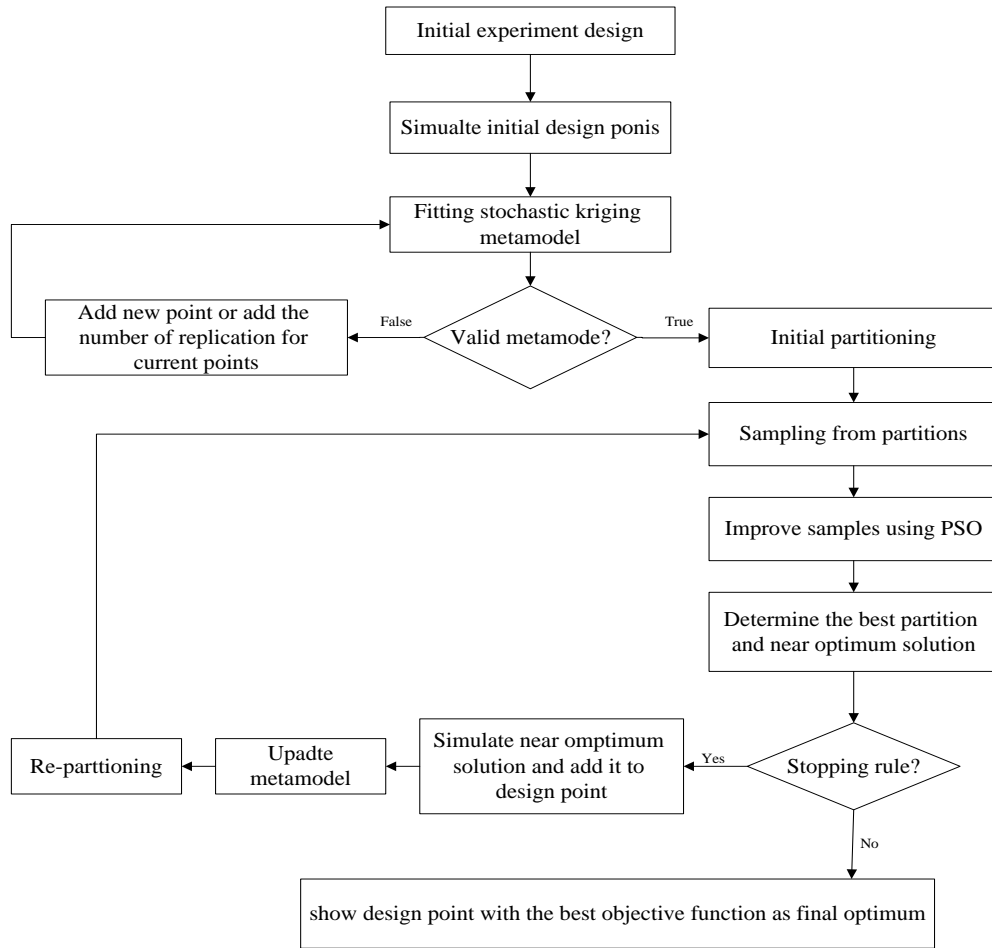 Initial experiment design
Simualte initial design ponis
Fitting stochastic kriging
metamodel
Add new point or add the
number of replication for
current points
False
Valid metamode?
True
Initial partitioning
Sampling from partitions
Improve samples using PSO
Determine the best partition
and near optimum solution
Re-parttioning
Upadte
metamodel
Simulate near omptimum
solution and add it to
design point
Yes
Stopping rule?
No
show design point with the best objective function as final optimum